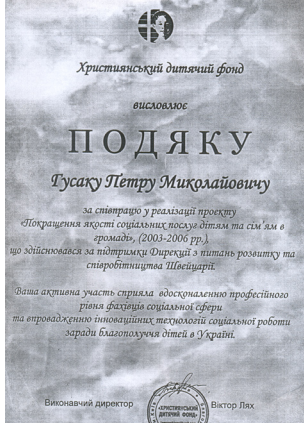 Християнський дитячий фонд
висловлює
ПОДЯКУ
Гусаку Петру Миколайовичу
за співпрацю у реалізації проекту
«Покращення якості соціальних послуг дітям та сім'ям в
громаді», (2003-2006 рр.),
що здійснювався за підтримки Дирекції з питань розвитку та
співробітництва Швейцарії.
Ваша активна участь сприяла вдосконаленню професійного
рівня фахівців соціальної сфери
та впровадженню інноваційних технологій соціальної роботи
заради благополуччя дітей в Україні.
Виконавчий директор Віктор Лях
«ХРИСТИЯНСЬКИЙ
ДИТЯЧИЙ ФОНД»